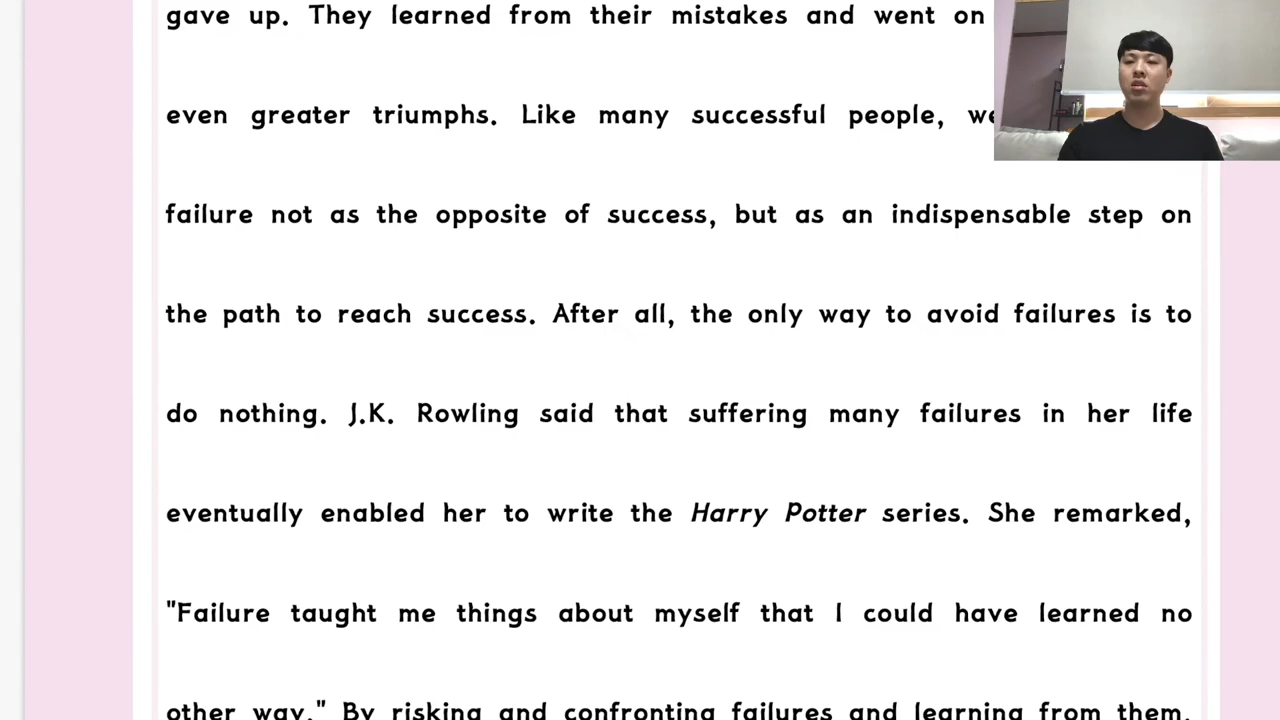 gave up. They learned from their mistakes and went on
even greater triumphs. Like many successful people, we
failure not as the opposite of success, but as an indispensable step on
the path to reach success. After all, the only way to avoid failures is to
do nothing. J.K. Rowling said that suffering many failures in her life
eventually enabled her to write the Harry Potter series. She remarked,
"Failure taught me things about myself that I could have learned no
other way." By risking and confronting failures and learning from them,